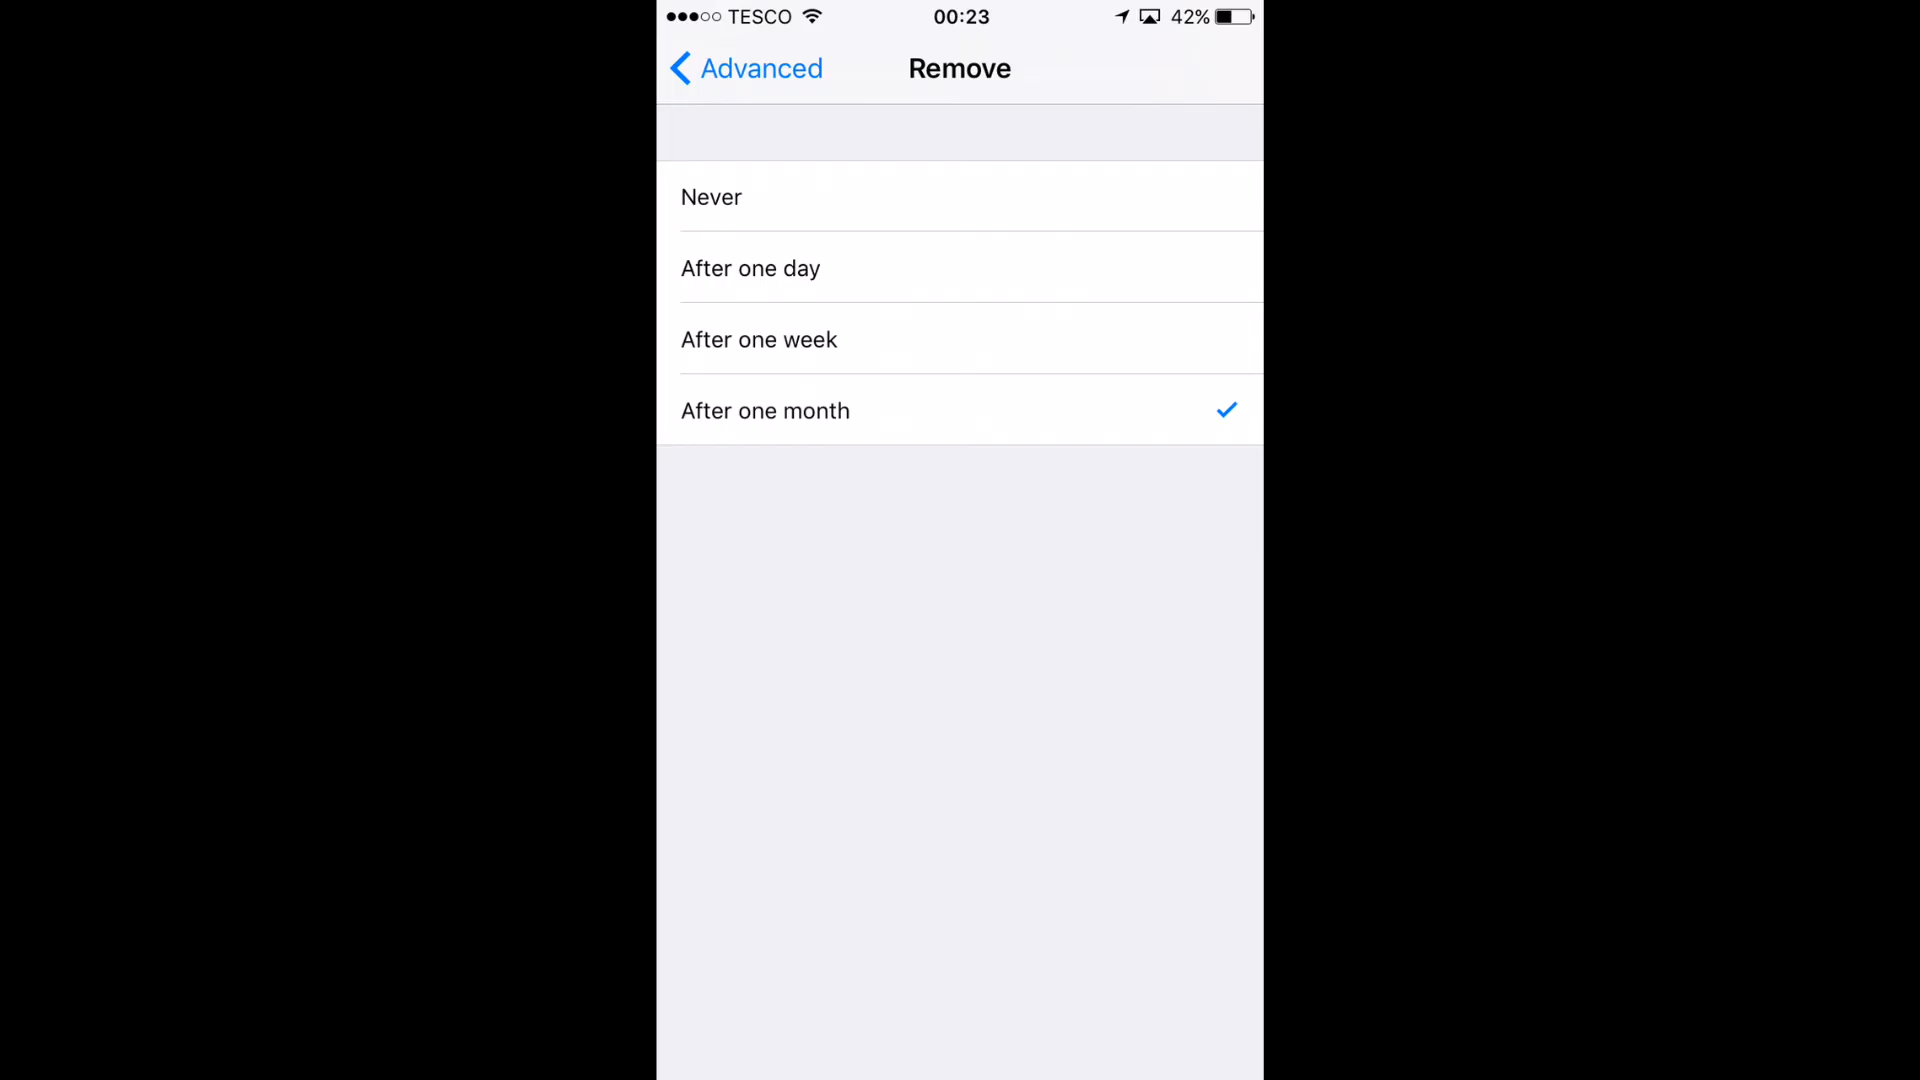 TESCO 00:23 42%
Advanced Remove
Never
After one day
After one week
After one month